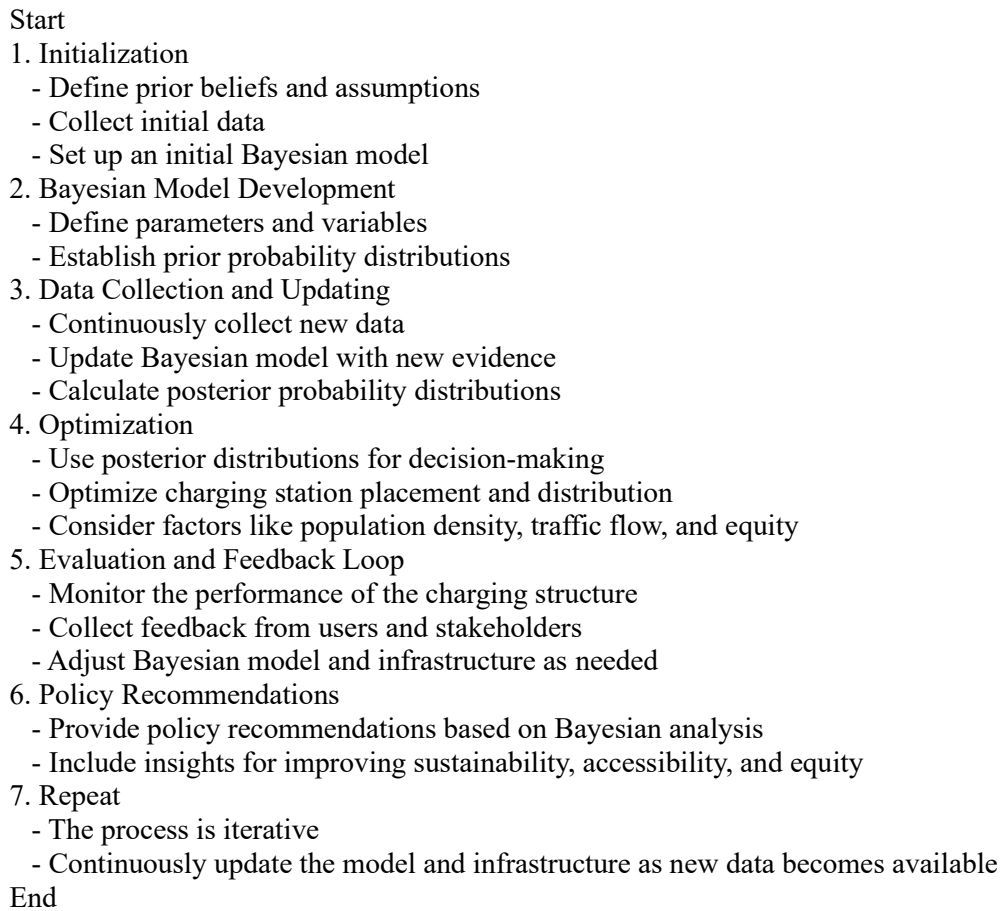 Start
1. Initialization
- Define prior beliefs and assumptions
- Collect initial data
- Set up an initial Bayesian model
2. Bayesian Model Development
- Define parameters and variables
- Establish prior probability distributions
3. Data Collection and Updating
- Continuously collect new data
- Update Bayesian model with new evidence
- Calculate posterior probability distributions
4. Optimization
- Use posterior distributions for decision-making
- Optimize charging station placement and distribution
- Consider factors like population density, traffic flow, and equity
5. Evaluation and Feedback Loop
- Monitor the performance of the charging structure
- Collect feedback from users and stakeholders
- Adjust Bayesian model and infrastructure as needed
6. Policy Recommendations
- Provide policy recommendations based on Bayesian analysis
- Include insights for improving sustainability, accessibility, and equity
7. Repeat
- The process is iterative
- Continuously update the model and infrastructure as new data becomes available
End